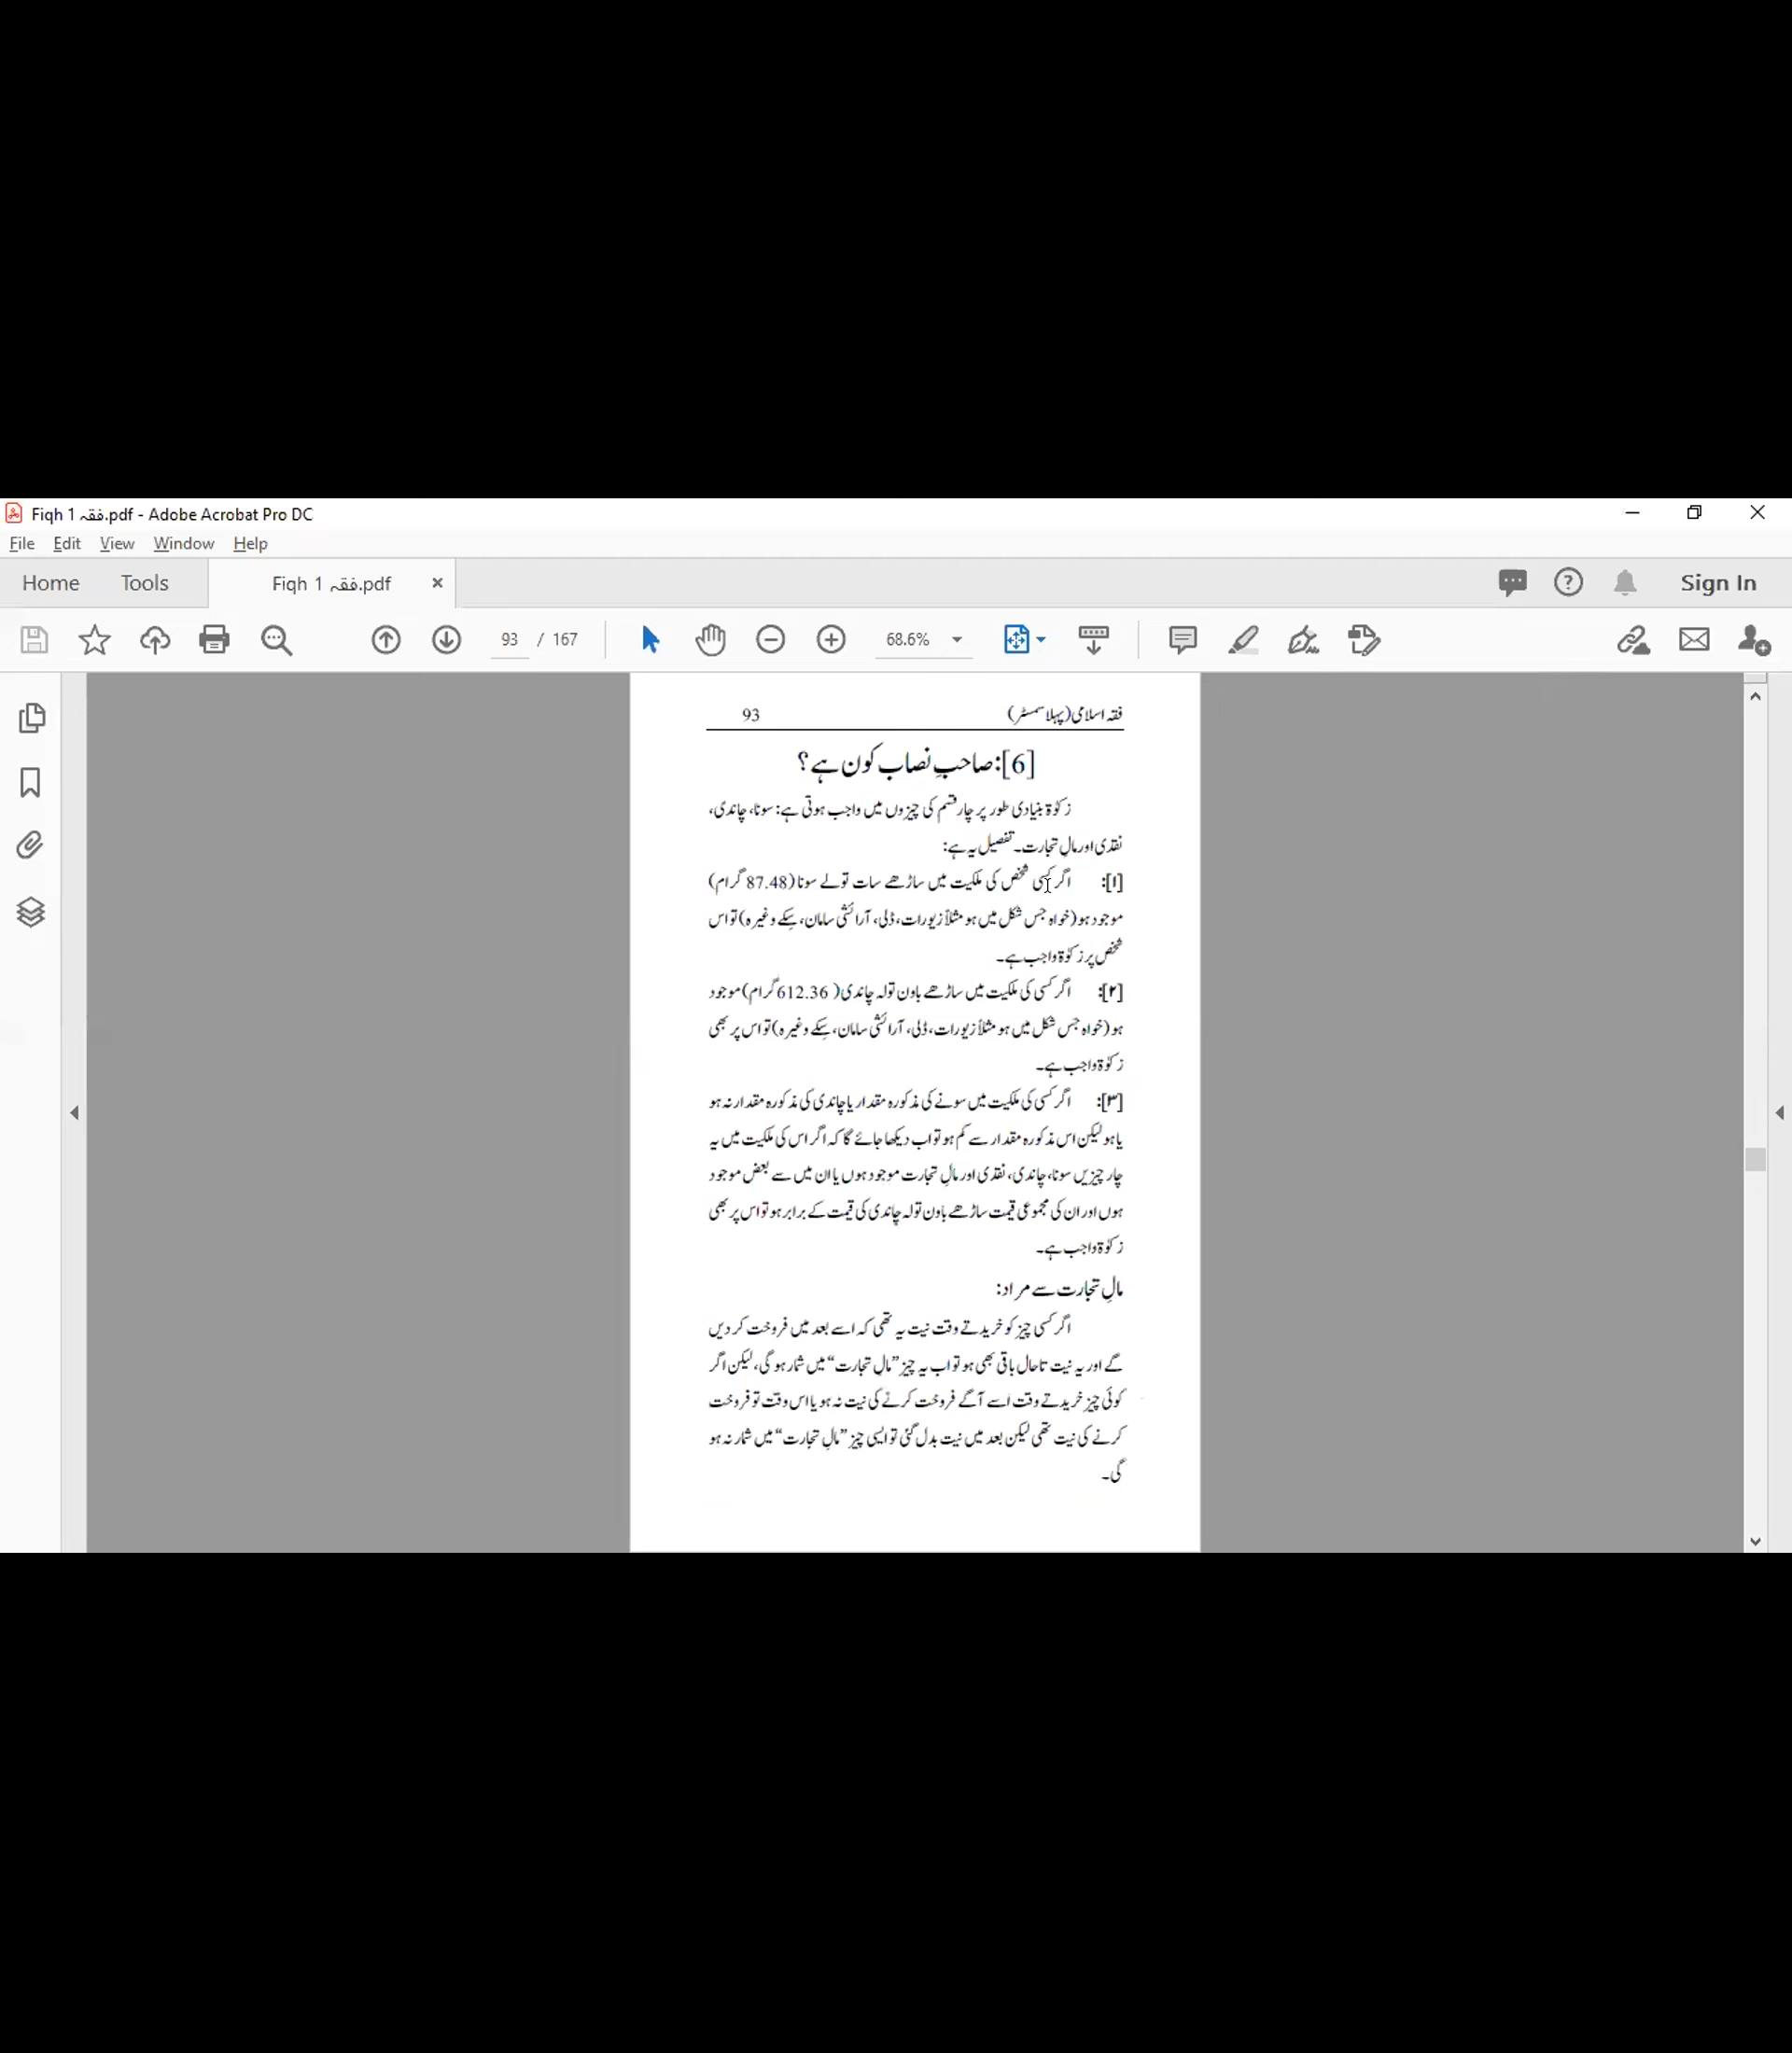 Fiqh 1 فقہ.pdf - Adobe Acrobat Pro DC
File Edit View Window Help
Home Tools Fiqh 1 فقہ.pdf × Sign In
93 / 167 68.6%
فقہ اسلامی (پہلا سمسٹر) 93
[6]: صاحبِ نصاب کون ہے؟
زکوٰۃ بنیادی طور پر چار قسم کی چیزوں میں واجب ہوتی ہے: سونا، چاندی،
نقدی اور مالِ تجارت۔ تفصیل یہ ہے:
[۱]: اگر کسی شخص کی ملکیت میں ساڑھے سات تولے سونا (87.48 گرام)
موجود ہو (خواہ جس شکل میں ہو مثلاً زیورات، ڈلی، آرائشی سامان، سِکے وغیرہ) تو اس
شخص پر زکوٰۃ واجب ہے۔
[۲]: اگر کسی کی ملکیت میں ساڑھے باون تولہ چاندی ( 612.36 گرام) موجود
ہو (خواہ جس شکل میں ہو مثلاً زیورات، ڈلی، آرائشی سامان، سِکے وغیرہ) تو اس پر بھی
زکوٰۃ واجب ہے۔
[۳]: اگر کسی کی ملکیت میں سونے کی مذکورہ مقدار یا چاندی کی مذکورہ مقدار نہ ہو
یا ہو لیکن اس مذکورہ مقدار سے کم ہو تو اب دیکھا جائے گا کہ اگر اس کی ملکیت میں یہ
چار چیزیں سونا، چاندی، نقدی اور مالِ تجارت موجود ہوں یا ان میں سے بعض موجود
ہوں اور ان کی مجموعی قیمت ساڑھے باون تولہ چاندی کی قیمت کے برابر ہو تو اس پر بھی
زکوٰۃ واجب ہے۔
مالِ تجارت سے مراد:
اگر کسی چیز کو خریدتے وقت نیت یہ تھی کہ اسے بعد میں فروخت کر دیں
گے اور یہ نیت تاحال باقی بھی ہو تو اب یہ چیز ”مالِ تجارت“ میں شمار ہو گی، لیکن اگر
کوئی چیز خریدتے وقت اسے آگے فروخت کرنے کی نیت نہ ہو یا اس وقت تو فروخت
کرنے کی نیت تھی لیکن بعد میں نیت بدل گئی تو ایسی چیز ”مالِ تجارت“ میں شمار نہ ہو
گی۔